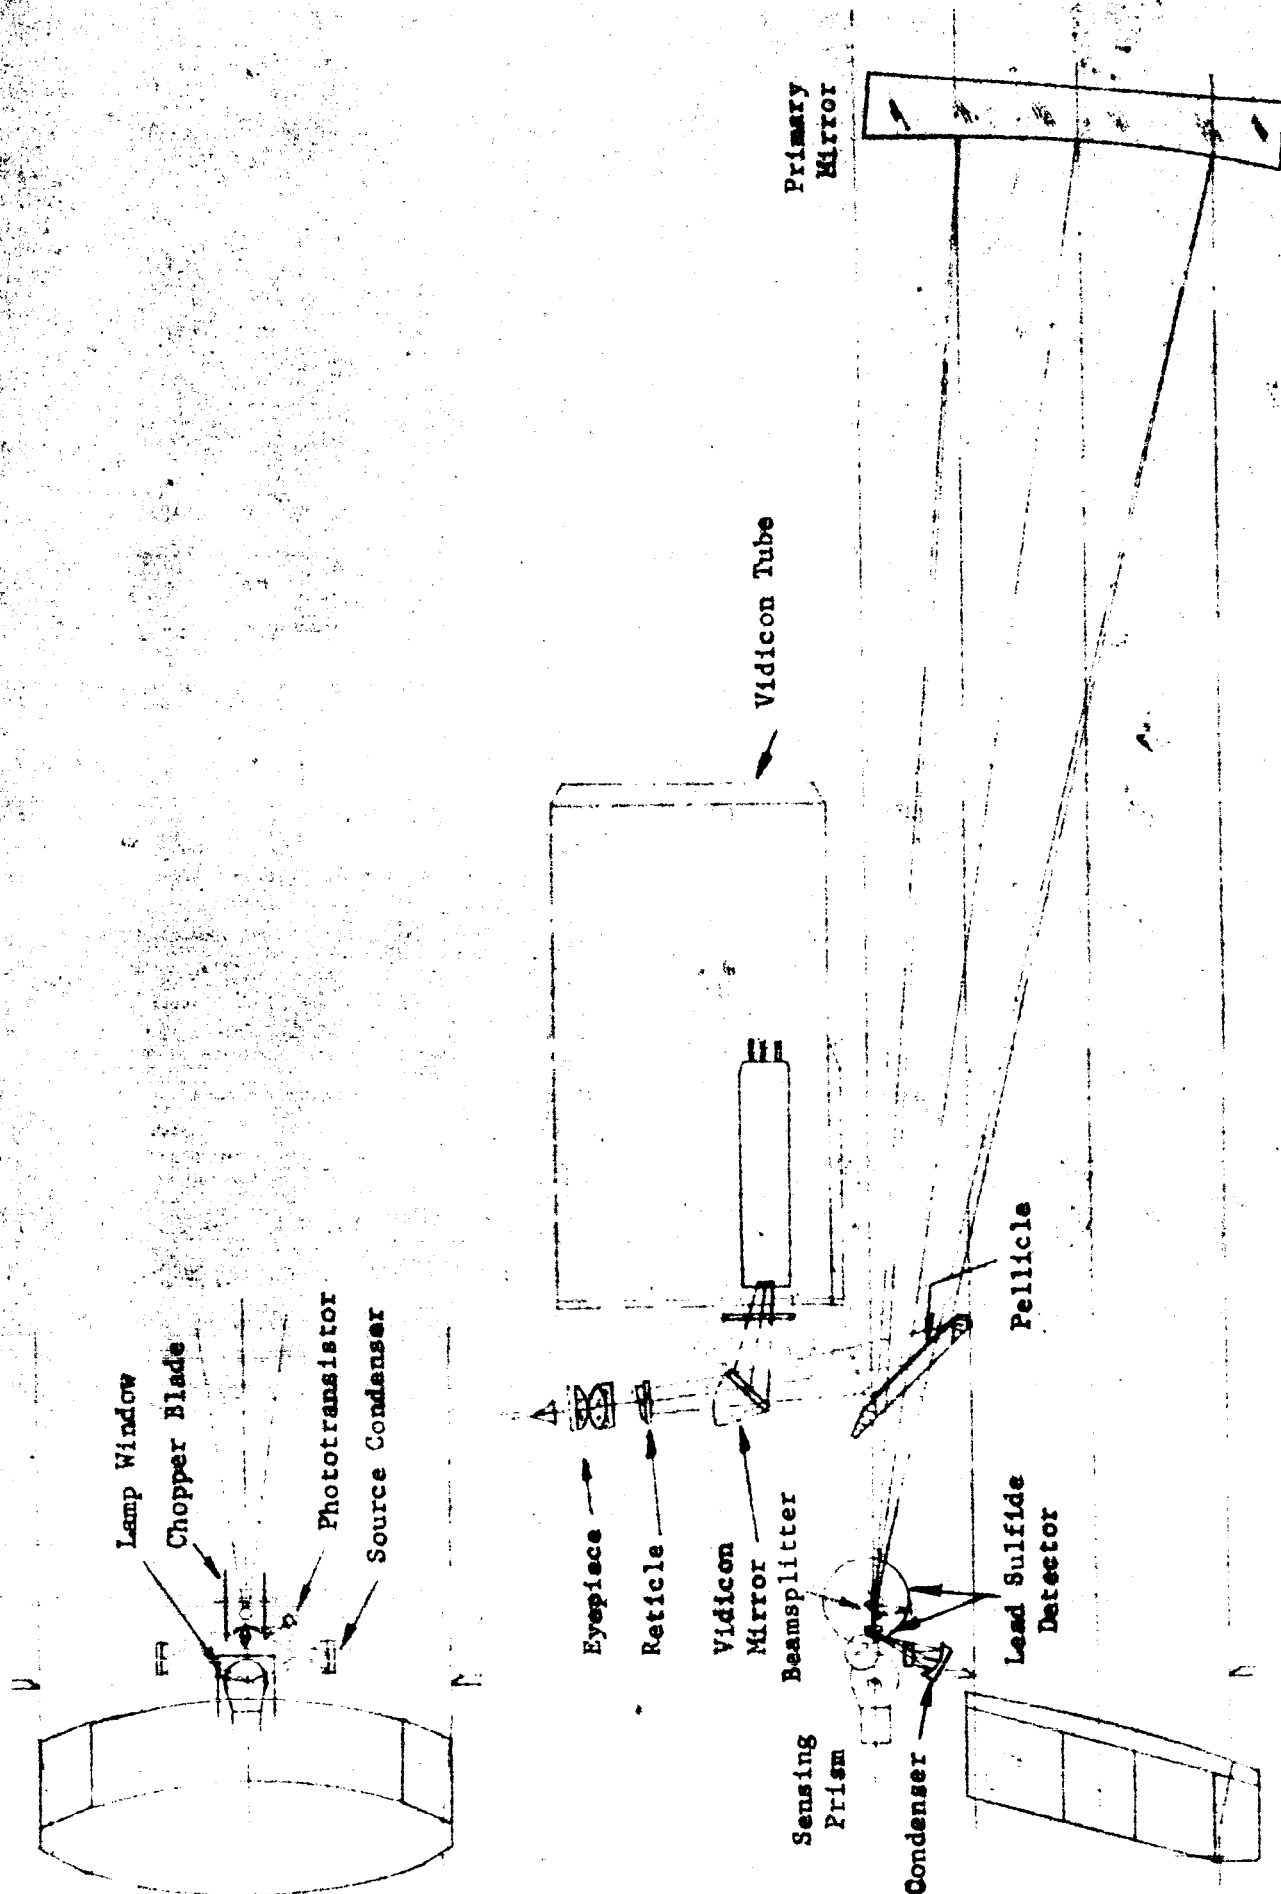 Lamp Window
Chopper Blade
Phototransistor
Source Condenser
Eyepiece
Reticle
Vidicon
Mirror
Beamsplitter
Sensing
Prism
Condenser
Lead Sulfide
Detector
Pellicle
Vidicon Tube
Primary
Mirror